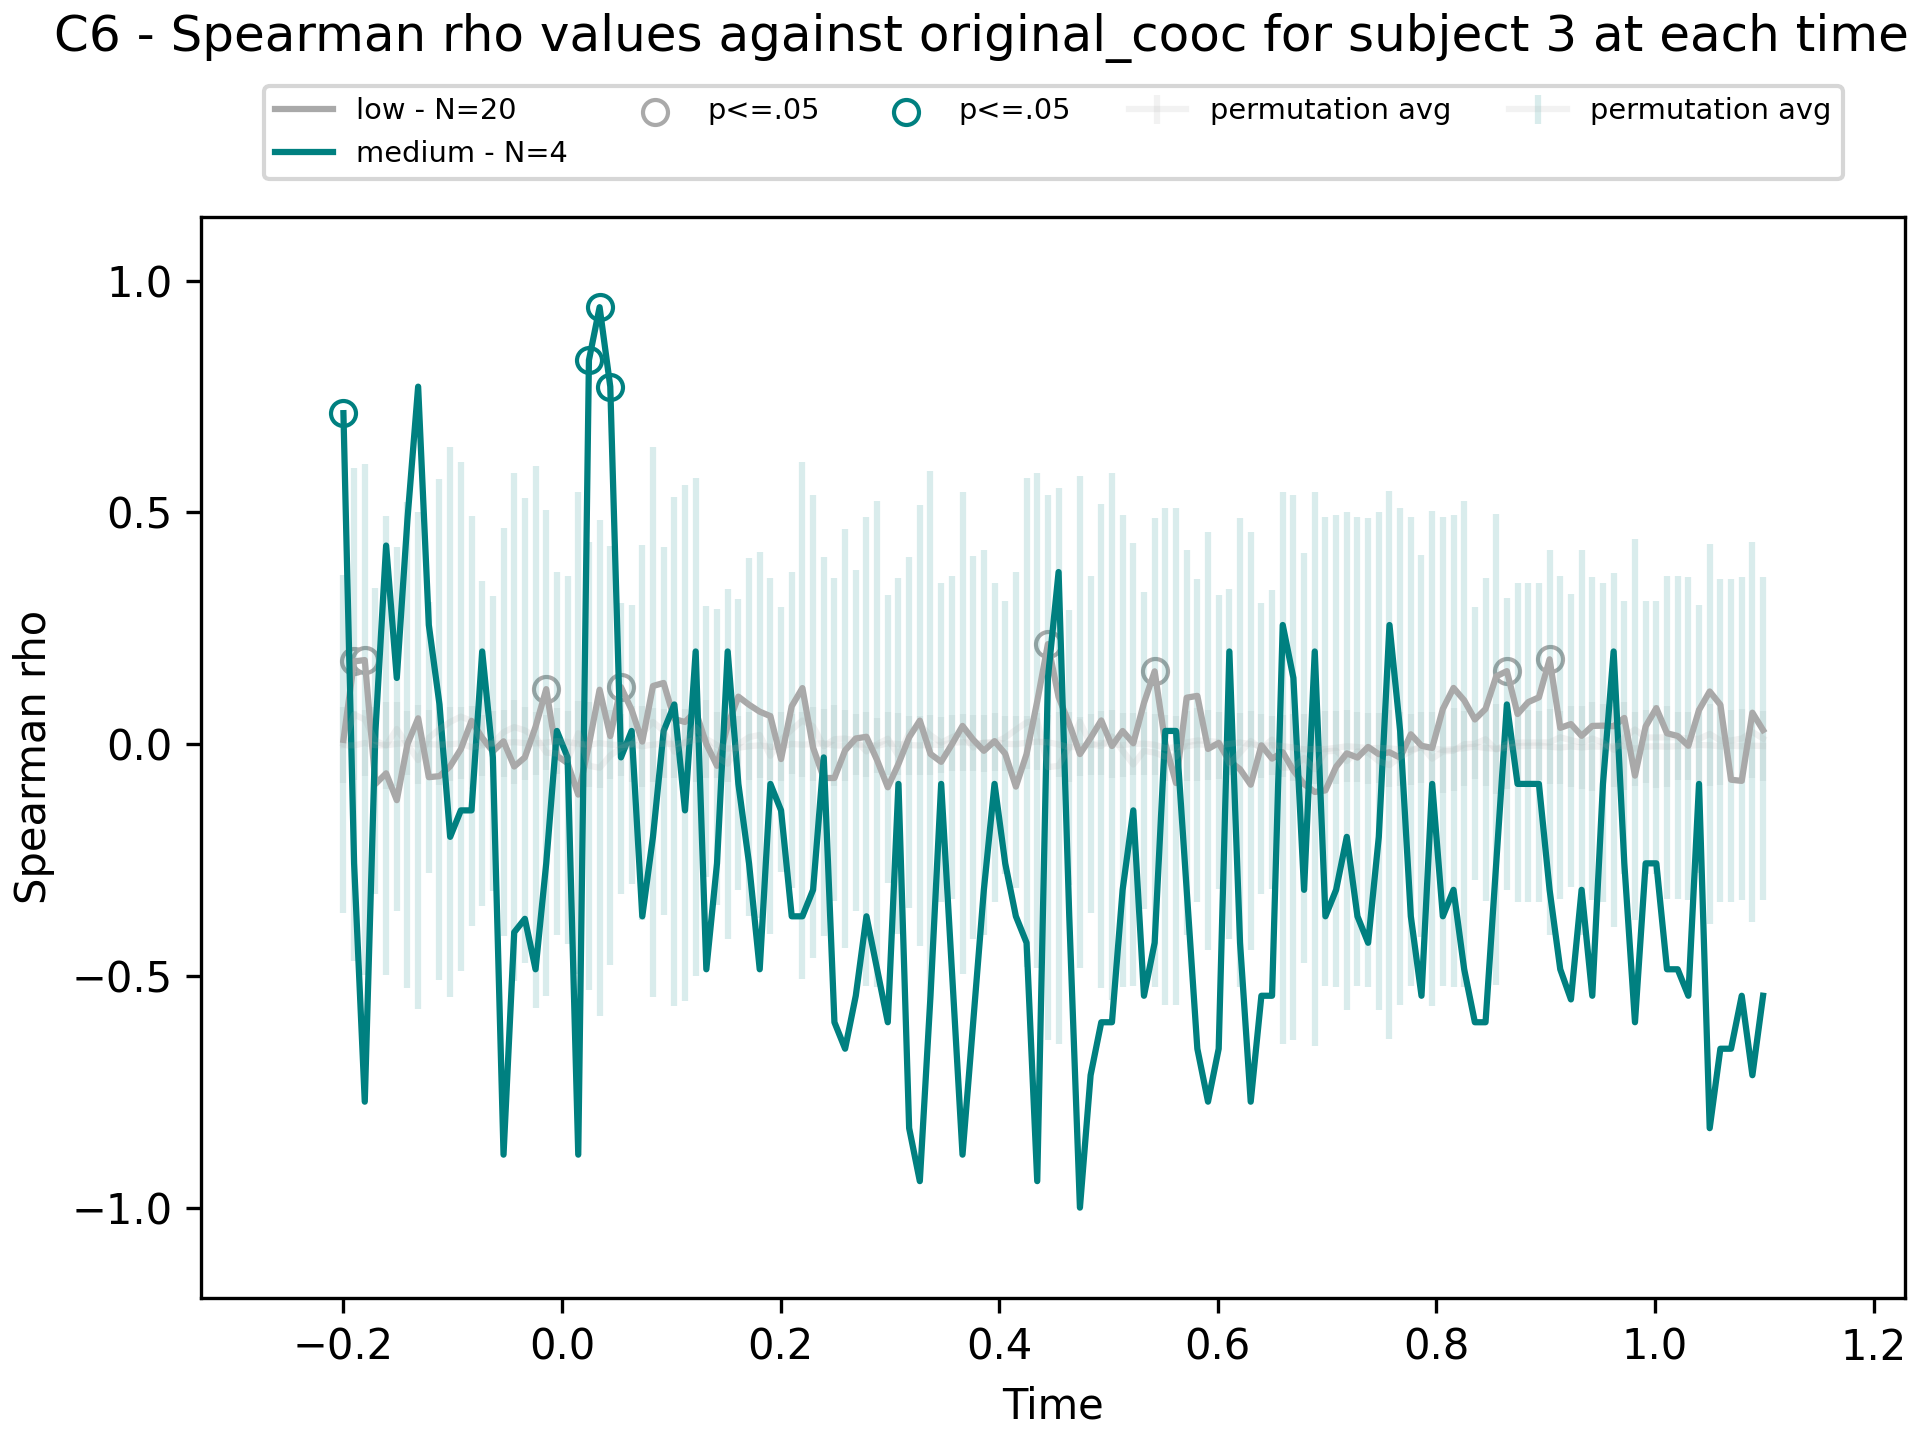 C6 - Spearman rho values against original_cooc for subject 3 at each time
low - N=20
medium - N=4
p<=.05
p<=.05
permutation avg
permutation avg
Spearman rho
1.0
0.5
0.0
−0.5
−1.0
−0.2
0.0
0.2
0.4
0.6
0.8
1.0
1.2
Time